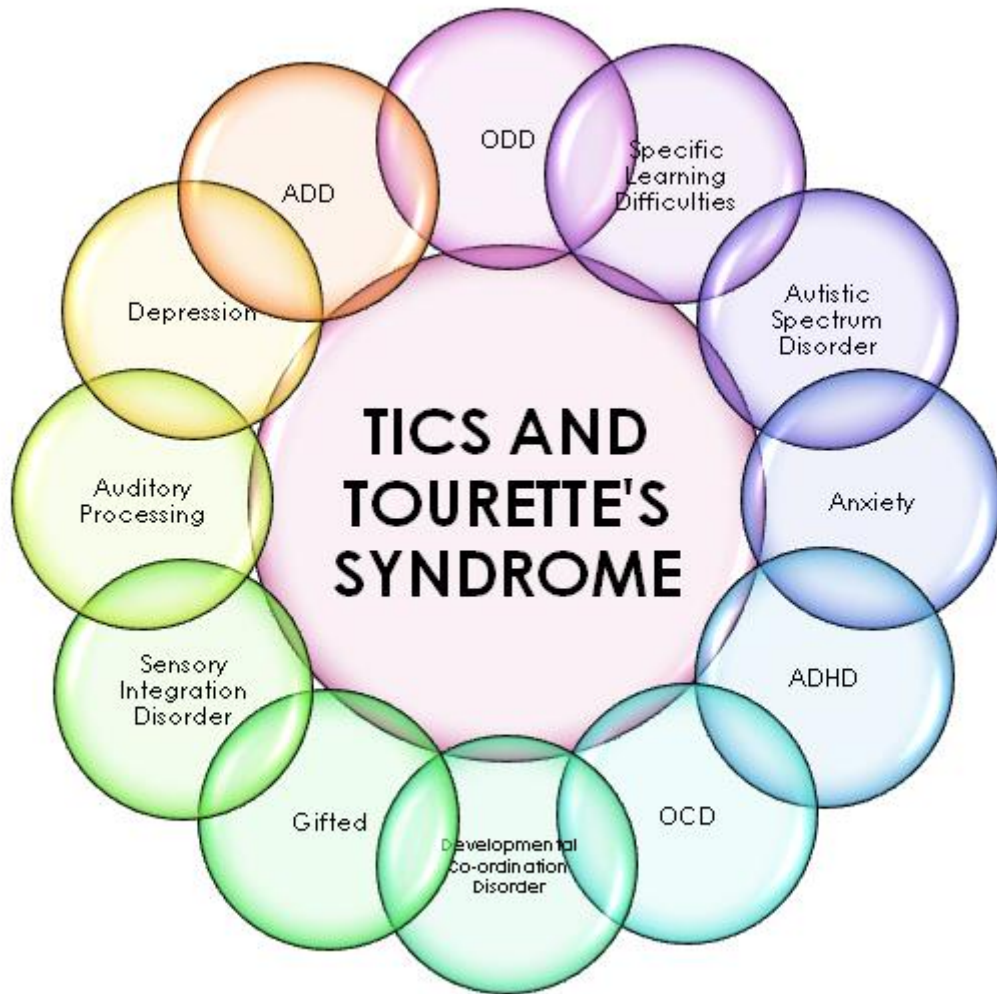 ODD
Specific
Learning
Difficulties
Autistic
Spectrum
Disorder
Anxiety
ADHD
OCD
Developmental
Co-ordination
Disorder
Gifted
Sensory
Integration
Disorder
Auditory
Processing
Depression
ADD
TICS AND
TOURETTE'S
SYNDROME